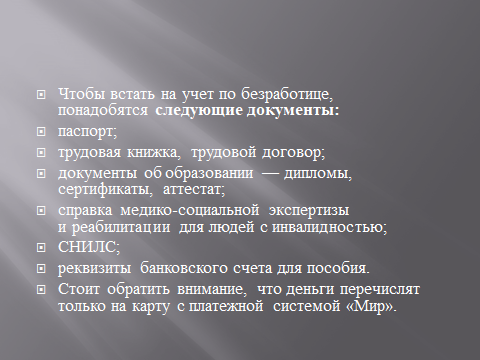 Чтобы встать на учет по безработице,
понадобятся следующие документы:
паспорт;
трудовая книжка, трудовой договор;
документы об образовании — дипломы,
сертификаты, аттестат;
справка медико-социальной экспертизы
и реабилитации для людей с инвалидностью;
СНИЛС;
реквизиты банковского счета для пособия.
Стоит обратить внимание, что деньги перечислят
только на карту с платежной системой «Мир».